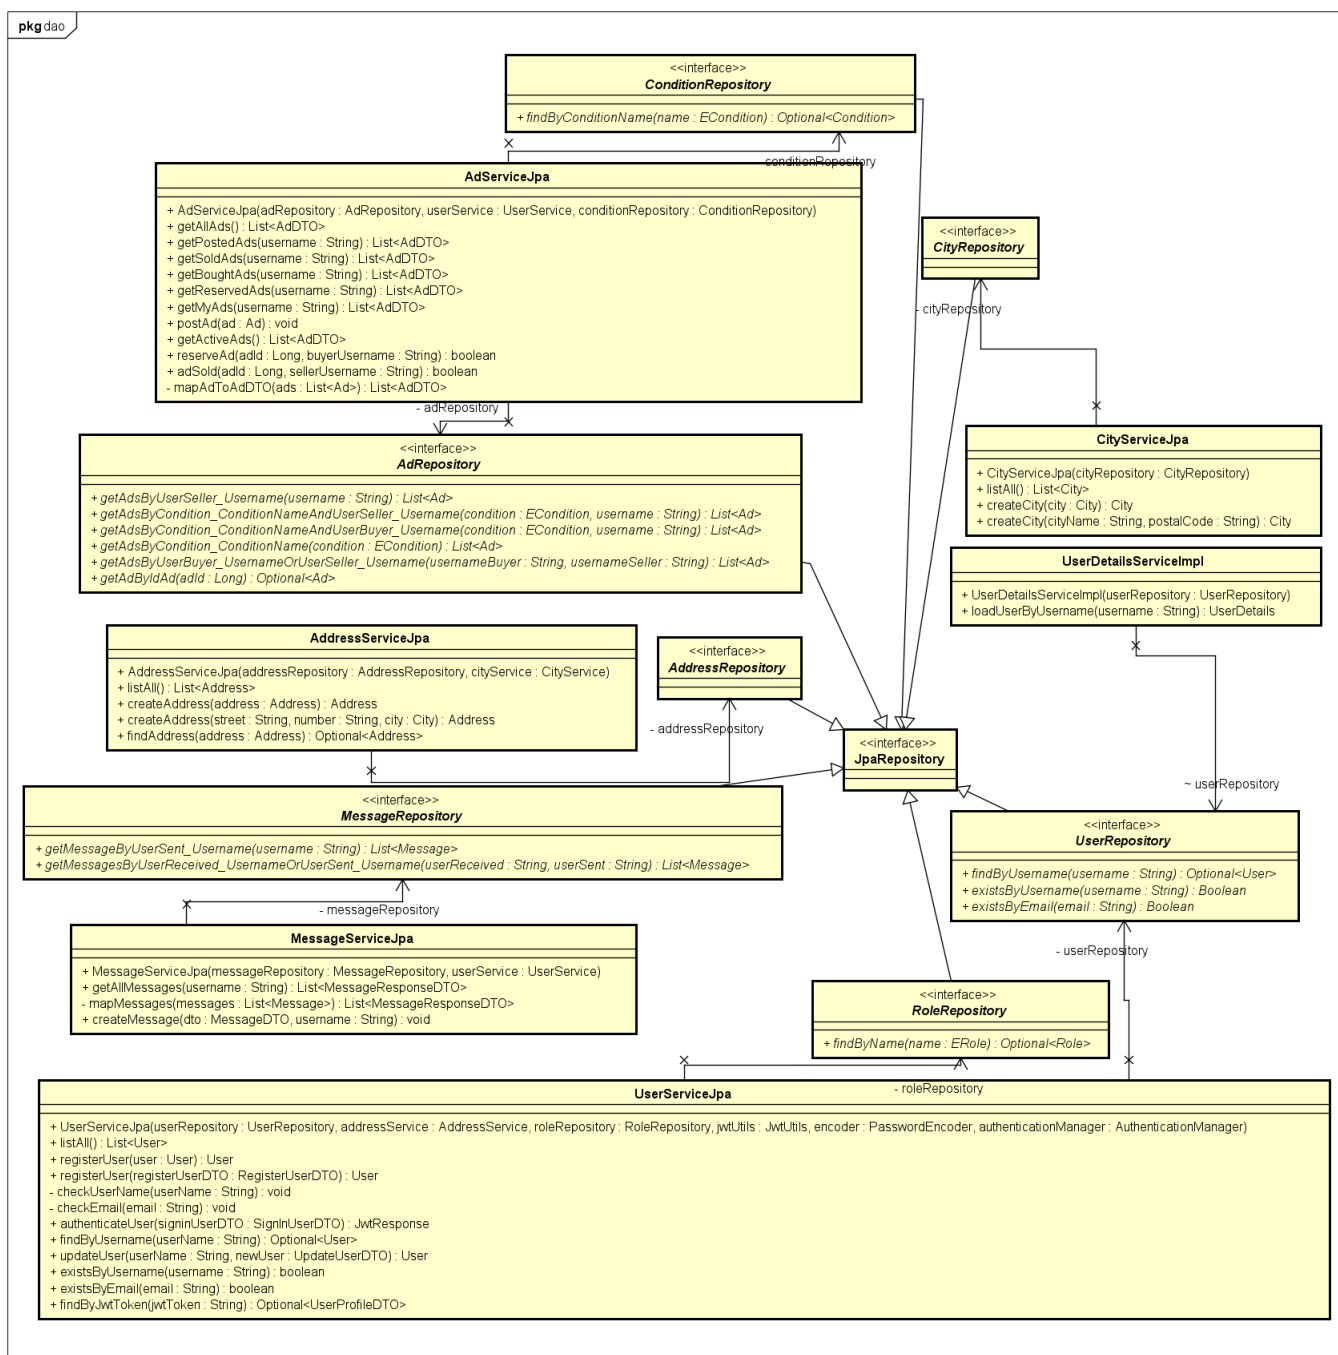 pkg dao
<<interface>>
ConditionRepository
+ findByConditionName(name : ECondition) : Optional<Condition>
- conditionRepository
AdServiceJpa
+ AdServiceJpa(adRepository : AdRepository, userService : UserService, conditionRepository : ConditionRepository)
+ getAllAds() : List<AdDTO>
+ getPostedAds(username : String) : List<AdDTO>
+ getSoldAds(username : String) : List<AdDTO>
+ getBoughtAds(username : String) : List<AdDTO>
+ getReservedAds(username : String) : List<AdDTO>
+ getMyAds(username : String) : List<AdDTO>
+ postAd(ad : Ad) : void
+ getActiveAds() : List<AdDTO>
+ reserveAd(adId : Long, buyerUsername : String) : boolean
+ adSold(adId : Long, sellerUsername : String) : boolean
- mapAdToAdDTO(ads : List<Ad>) : List<AdDTO>
<<interface>>
CityRepository
- cityRepository
- adRepository
<<interface>>
AdRepository
+ getAdsByUserSeller_Username(username : String) : List<Ad>
+ getAdsByCondition_ConditionNameAndUserSeller_Username(condition : ECondition, username : String) : List<Ad>
+ getAdsByCondition_ConditionNameAndUserBuyer_Username(condition : ECondition, username : String) : List<Ad>
+ getAdsByCondition_ConditionName(condition : ECondition) : List<Ad>
+ getAdsByUserBuyer_UsernameOrUserSeller_Username(usernameBuyer : String, usernameSeller : String) : List<Ad>
+ getAdByIdAd(adId : Long) : Optional<Ad>
CityServiceJpa
+ CityServiceJpa(cityRepository : CityRepository)
+ listAll() : List<City>
+ createCity(city : City) : City
+ createCity(cityName : String, postalCode : String) : City
UserDetailsServiceImpl
+ UserDetailsServiceImpl(userRepository : UserRepository)
+ loadUserByUsername(username : String) : UserDetails
AddressServiceJpa
+ AddressServiceJpa(addressRepository : AddressRepository, cityService : CityService)
+ listAll() : List<Address>
+ createAddress(address : Address) : Address
+ createAddress(street : String, number : String, city : City) : Address
+ findAddress(address : Address) : Optional<Address>
<<interface>>
AddressRepository
- addressRepository
<<interface>>
JpaRepository
~ userRepository
<<interface>>
MessageRepository
+ getMessageByUserSent_Username(username : String) : List<Message>
+ getMessagesByUserReceived_UsernameOrUserSent_Username(userReceived : String, userSent : String) : List<Message>
<<interface>>
UserRepository
+ findByUsername(username : String) : Optional<User>
+ existsByUsername(username : String) : Boolean
+ existsByEmail(email : String) : Boolean
- messageRepository
- userRepository
MessageServiceJpa
+ MessageServiceJpa(messageRepository : MessageRepository, userService : UserService)
+ getAllMessages(username : String) : List<MessageResponseDTO>
- mapMessages(messages : List<Message>) : List<MessageResponseDTO>
+ createMessage(dto : MessageDTO, username : String) : void
<<interface>>
RoleRepository
+ findByName(name : ERole) : Optional<Role>
- roleRepository
UserServiceJpa
+ UserServiceJpa(userRepository : UserRepository, addressService : AddressService, roleRepository : RoleRepository, jwtUtils : JwtUtils, encoder : PasswordEncoder, authenticationManager : AuthenticationManager)
+ listAll() : List<User>
+ registerUser(user : User) : User
+ registerUser(registerUserDTO : RegisterUserDTO) : User
- checkUserName(userName : String) : void
- checkEmail(email : String) : void
+ authenticateUser(signinUserDTO : SignInUserDTO) : JwtResponse
+ findByUsername(userName : String) : Optional<User>
+ updateUser(userName : String, newUser : UpdateUserDTO) : User
+ existsByUsername(username : String) : boolean
+ existsByEmail(email : String) : boolean
+ findByJwtToken(jwtToken : String) : Optional<UserProfileDTO>